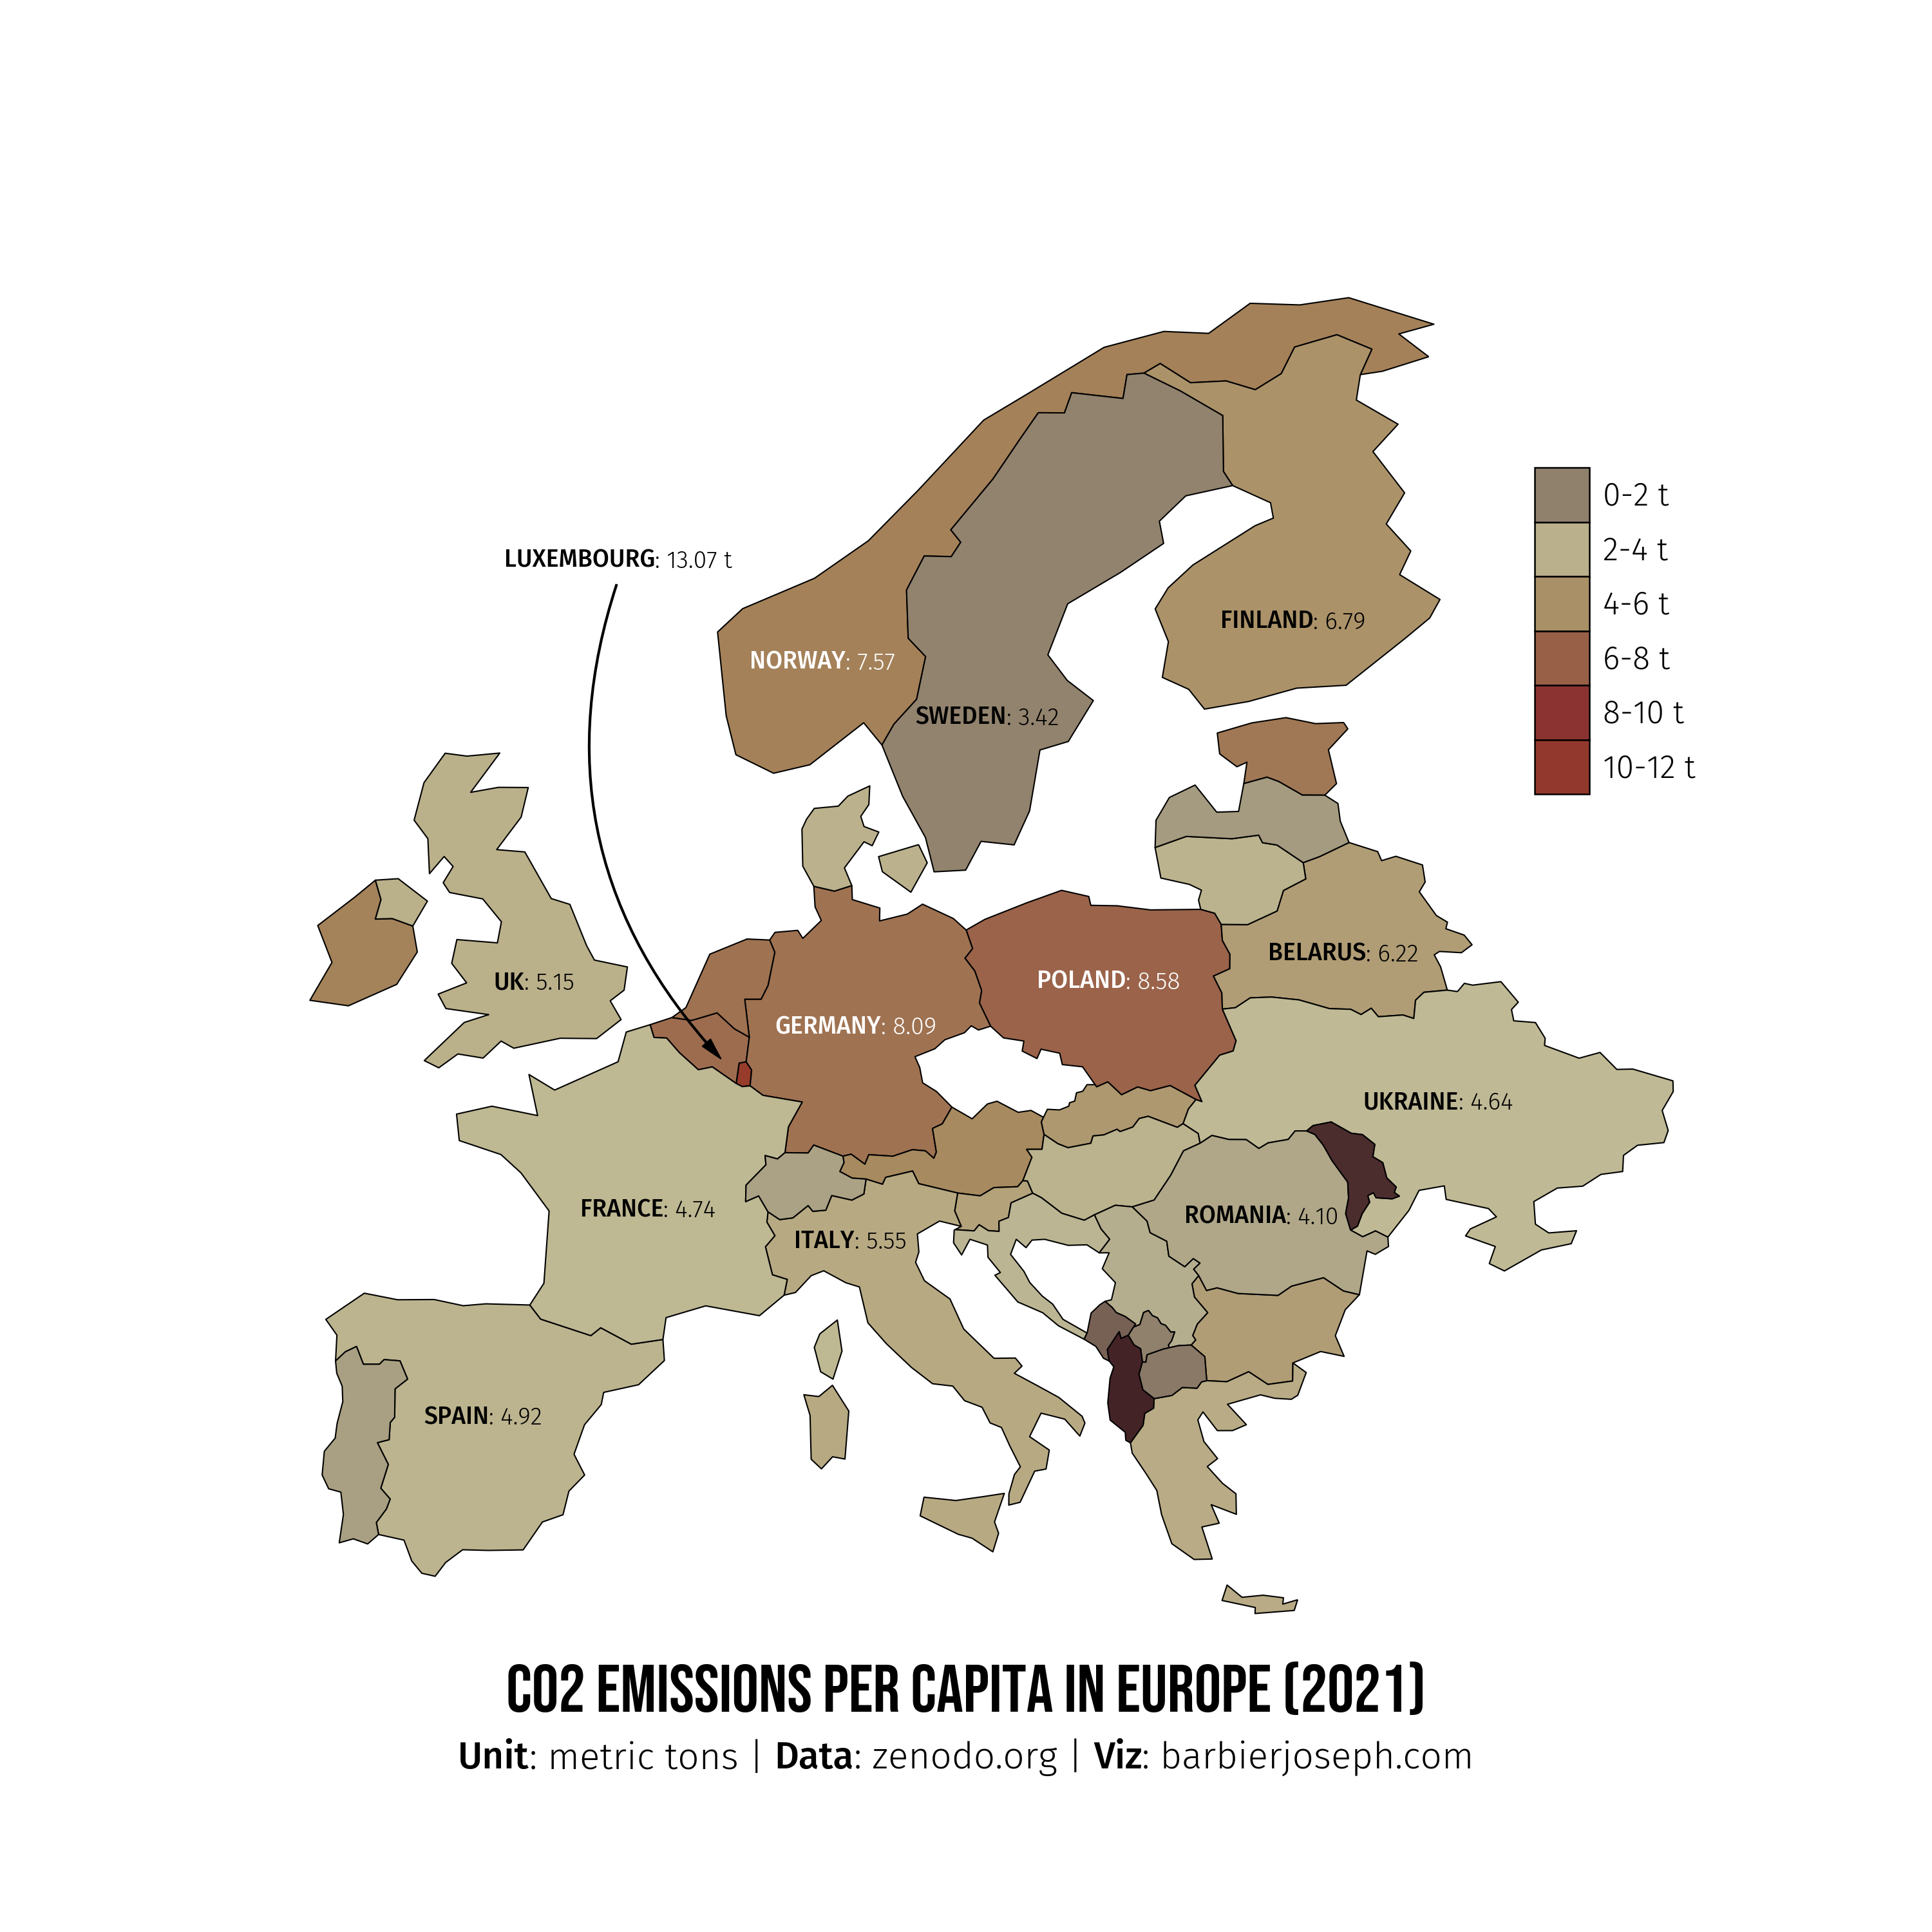 LUXEMBOURG: 13.07 t
NORWAY: 7.57
SWEDEN: 3.42
FINLAND: 6.79
0-2 t
2-4 t
4-6 t
6-8 t
8-10 t
10-12 t
UK: 5.15
BELARUS: 6.22
POLAND: 8.58
GERMANY: 8.09
UKRAINE: 4.64
FRANCE: 4.74
ROMANIA: 4.10
ITALY: 5.55
SPAIN: 4.92
CO2 EMISSIONS PER CAPITA IN EUROPE (2021)
Unit: metric tons | Data: zenodo.org | Viz: barbierjoseph.com